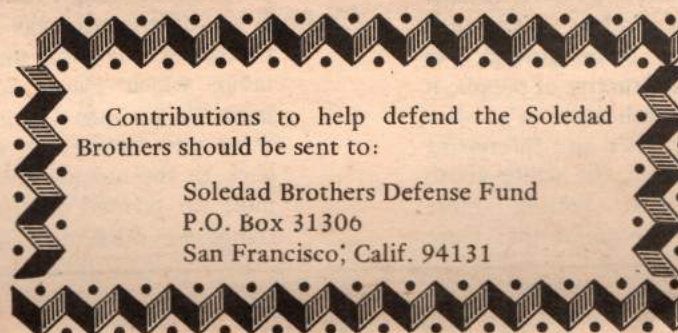 Contributions to help defend the Soledad
Brothers should be sent to:
Soledad Brothers Defense Fund
P.O. Box 31306
San Francisco, Calif. 94131